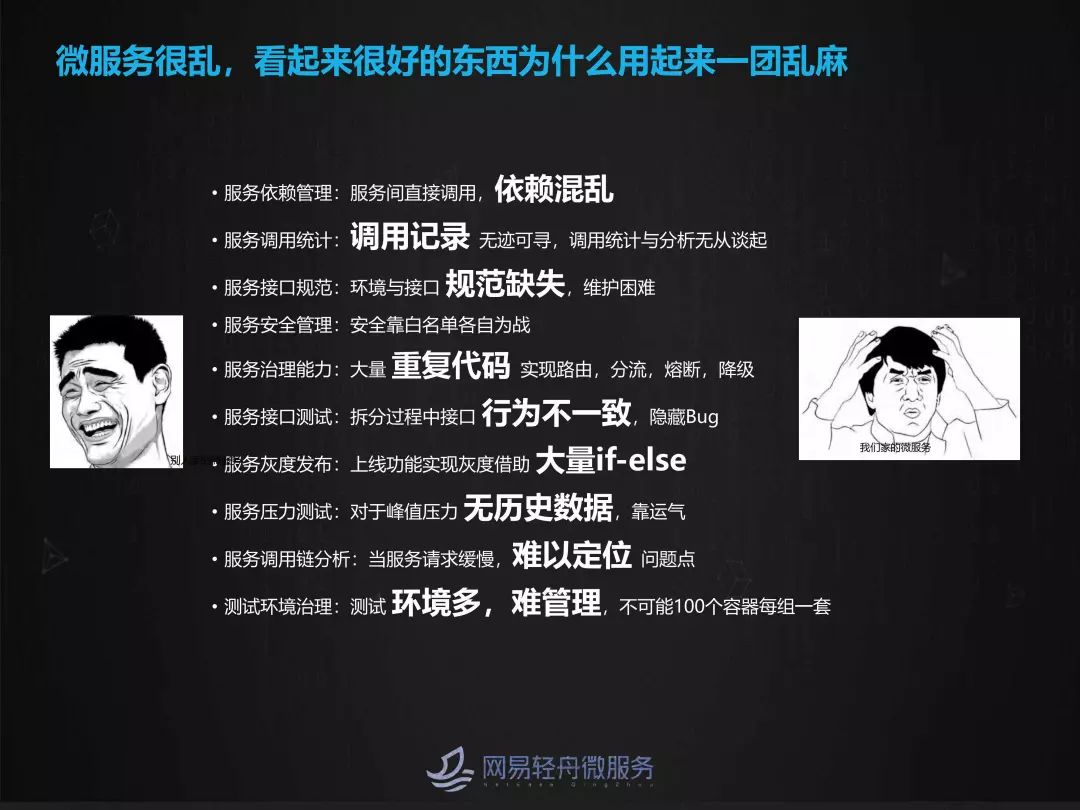 微服务很乱，看起来很好的东西为什么用起来一团乱麻
• 服务依赖管理：服务间直接调用，依赖混乱
• 服务调用统计：调用记录 无迹可寻，调用统计与分析无从谈起
• 服务接口规范：环境与接口 规范缺失，维护困难
• 服务安全管理：安全靠白名单各自为战
• 服务治理能力：大量 重复代码 实现路由，分流，熔断，降级
• 服务接口测试：拆分过程中接口 行为不一致，隐藏Bug
• 服务灰度发布：上线功能实现灰度借助 大量if-else
• 服务压力测试：对于峰值压力 无历史数据，靠运气
• 服务调用链分析：当服务请求缓慢，难以定位 问题点
• 测试环境治理：测试 环境多，难管理，不可能100个容器每组一套
别
我们家的微服务
网易轻舟微服务
Netease QingZhou